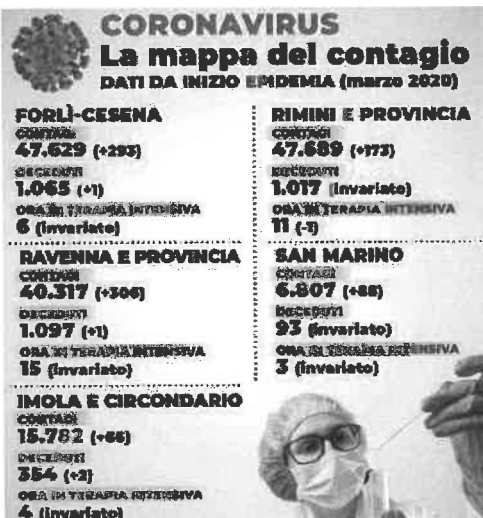 CORONAVIRUS
La mappa del contagio
DATI DA INIZIO EPIDEMIA (marzo 2020)
FORLÌ-CESENA
CONTAGI
47.629 (+293)
DECEDUTI
1.065 (+1)
ORA IN TERAPIA INTENSIVA
6 (invariato)
RAVENNA E PROVINCIA
CONTAGI
40.317 (+306)
DECEDUTI
1.097 (+1)
ORA IN TERAPIA INTENSIVA
15 (invariato)
IMOLA E CIRCONDARIO
CONTAGI
15.782 (+66)
DECEDUTI
354 (+2)
ORA IN TERAPIA INTENSIVA
4 (invariato)
RIMINI E PROVINCIA
CONTAGI
47.689 (+173)
DECEDUTI
1.017 (invariato)
ORA IN TERAPIA INTENSIVA
11 (-1)
SAN MARINO
CONTAGI
6.807 (+88)
DECEDUTI
93 (invariato)
ORA IN TERAPIA INTENSIVA
3 (invariato)